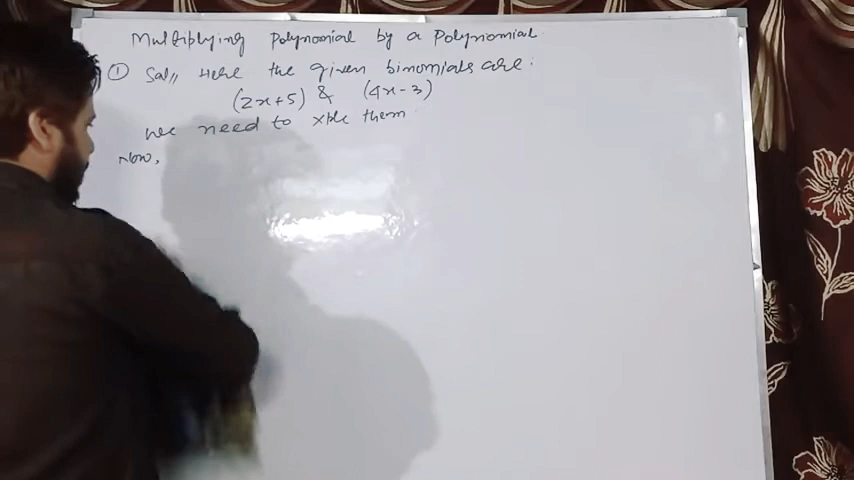 Multiplying Polynomial by a Polynomial
① Sol// Here the given binomials are:
(2x+5) & (4x-3)
We need to xple them
Now,